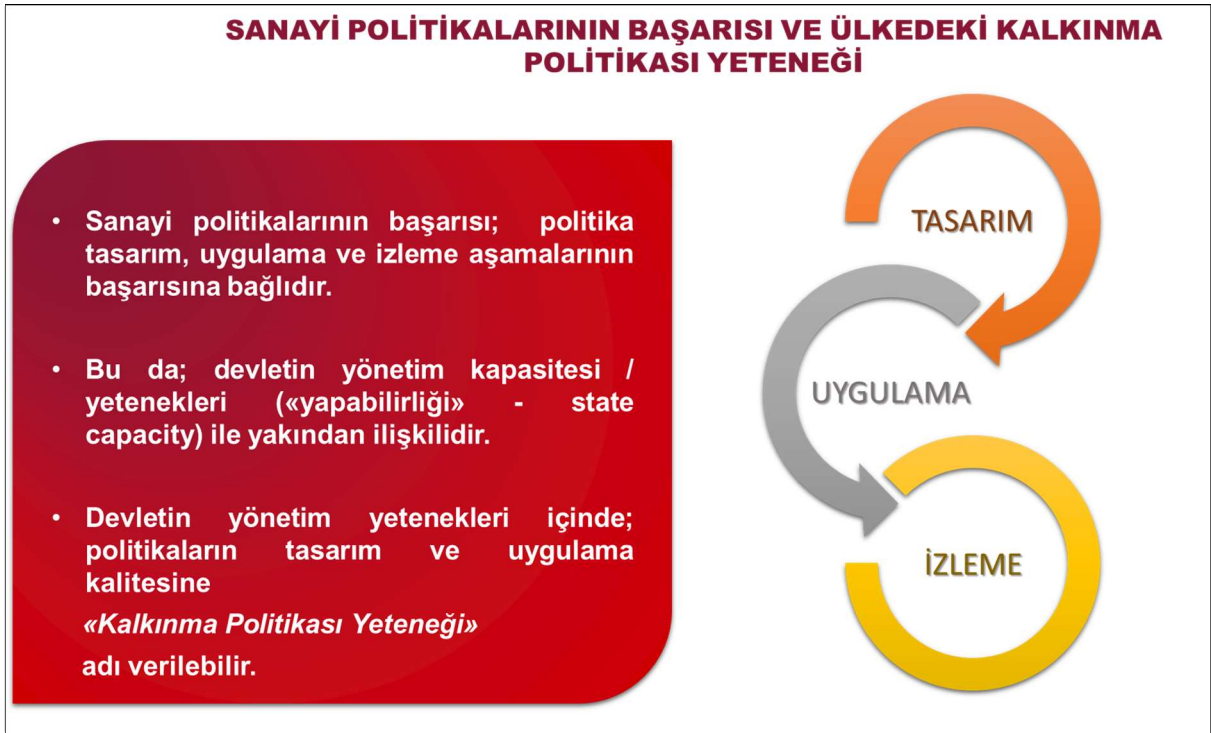 SANAYİ POLİTİKALARININ BAŞARISI VE ÜLKEDEKİ KALKINMA
POLİTİKASI YETENEĞİ
• Sanayi politikalarının başarısı; politika
tasarım, uygulama ve izleme aşamalarının
başarısına bağlıdır.
• Bu da; devletin yönetim kapasitesi /
yetenekleri («yapabilirliği» - state
capacity) ile yakından ilişkilidir.
• Devletin yönetim yetenekleri içinde;
politikaların tasarım ve uygulama
kalitesine
«Kalkınma Politikası Yeteneği»
adı verilebilir.
TASARIM
UYGULAMA
İZLEME